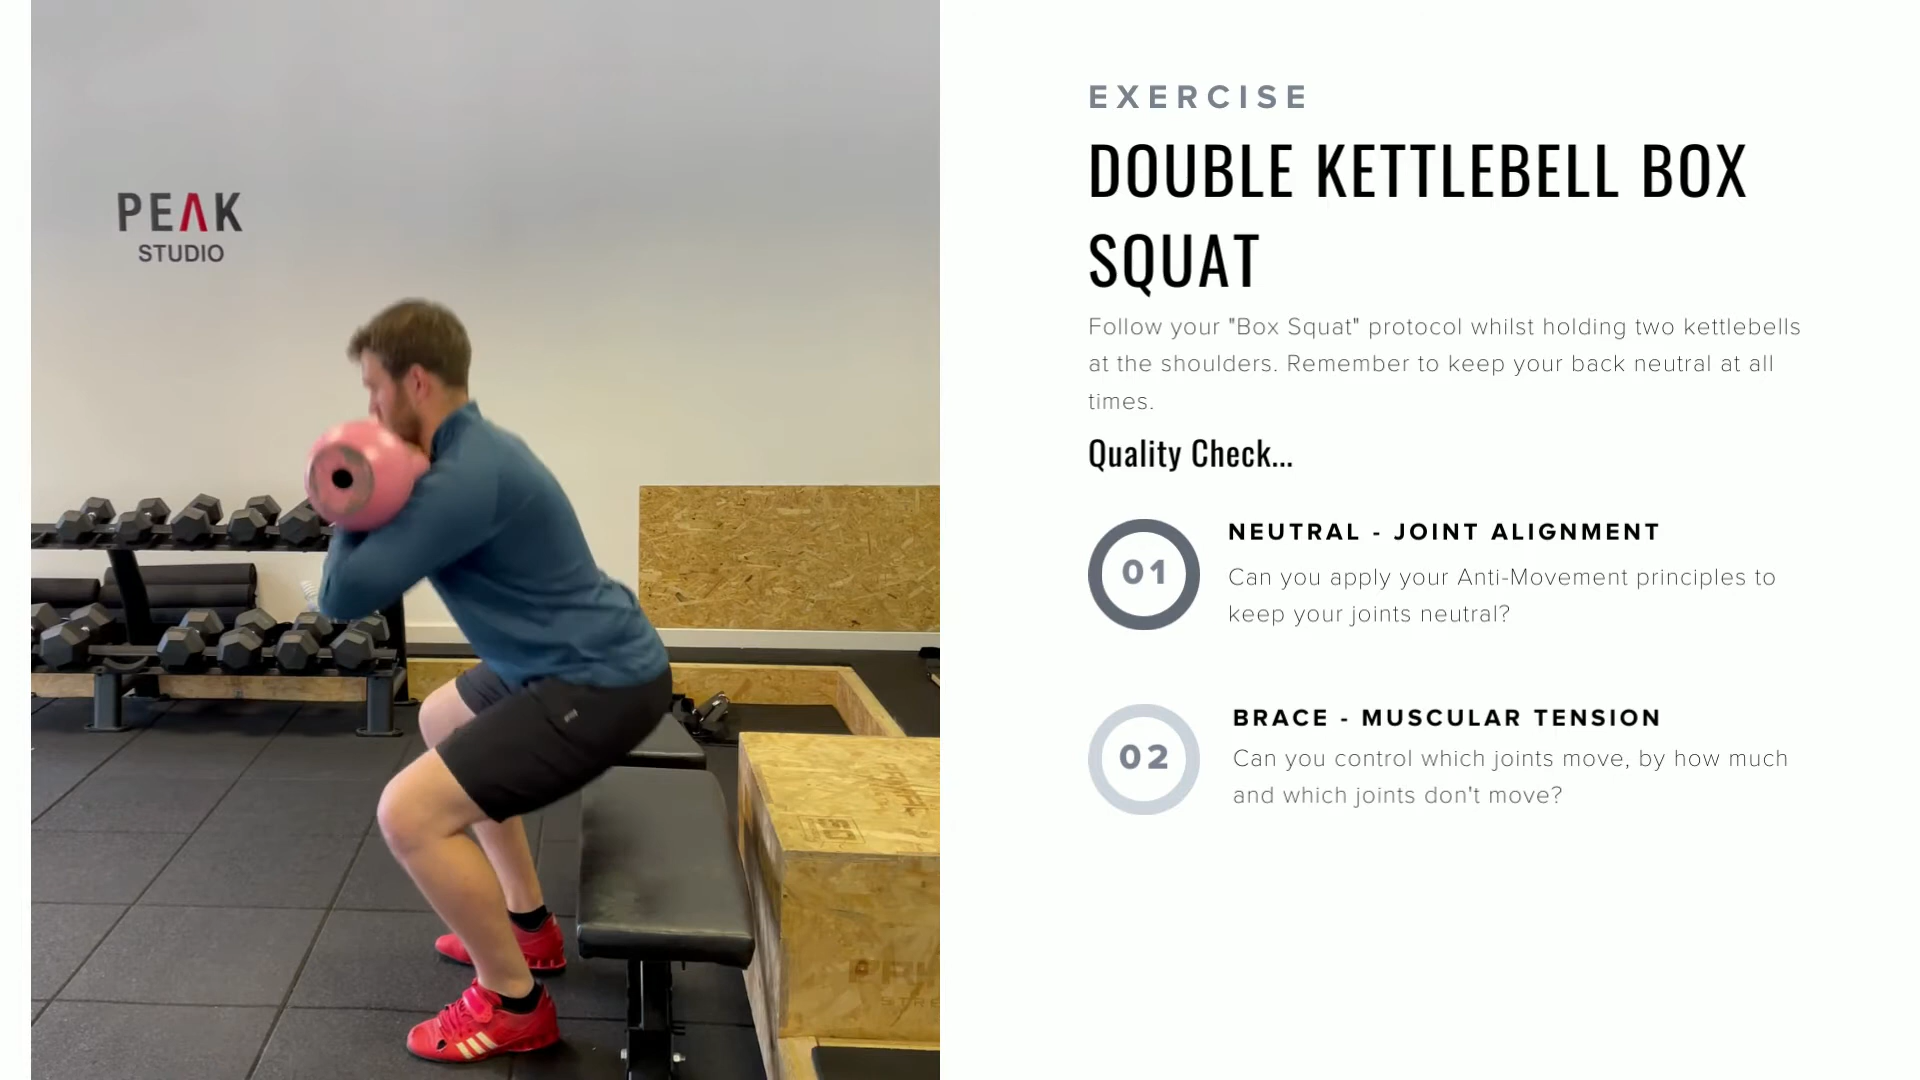 PEAK
STUDIO
EXERCISE
DOUBLE KETTLEBELL BOX
SQUAT
Follow your "Box Squat" protocol whilst holding two kettlebells
at the shoulders. Remember to keep your back neutral at all
times.
Quality Check...
01
NEUTRAL - JOINT ALIGNMENT
Can you apply your Anti-Movement principles to
keep your joints neutral?
02
BRACE - MUSCULAR TENSION
Can you control which joints move, by how much
and which joints don't move?